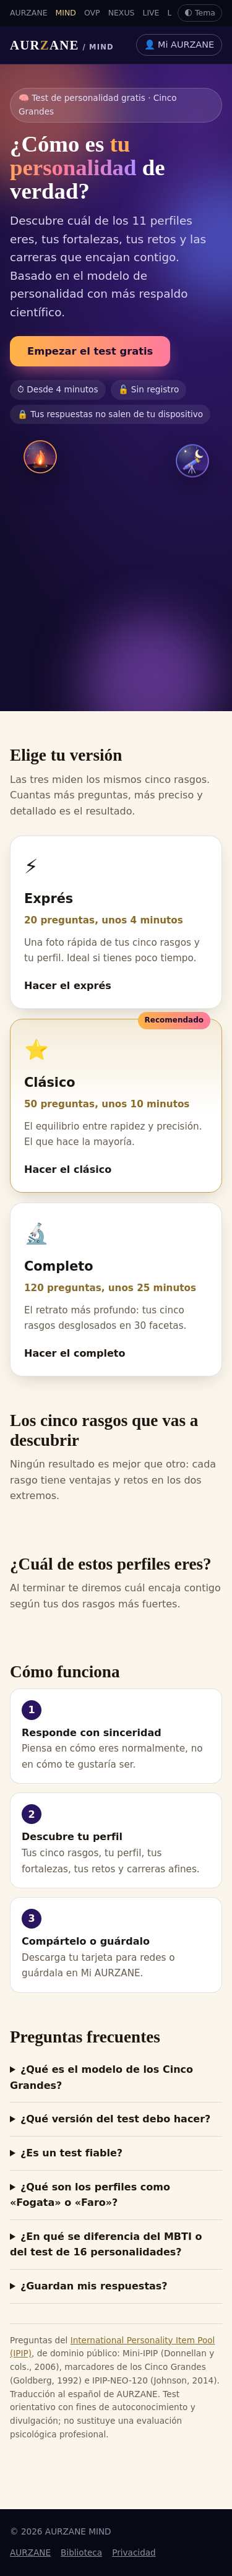 AURZANE MIND OVP NEXUS LIVE L Tema
AURZANE / MIND Mi AURZANE
Test de personalidad gratis · Cinco
Grandes
¿Cómo es tu
personalidad de
verdad?
Descubre cuál de los 11 perfiles
eres, tus fortalezas, tus retos y las
carreras que encajan contigo.
Basado en el modelo de
personalidad con más respaldo
científico.
Empezar el test gratis
Desde 4 minutos Sin registro
Tus respuestas no salen de tu dispositivo
Elige tu versión
Las tres miden los mismos cinco rasgos.
Cuantas más preguntas, más preciso y
detallado es el resultado.
Exprés
20 preguntas, unos 4 minutos
Una foto rápida de tus cinco rasgos y
tu perfil. Ideal si tienes poco tiempo.
Hacer el exprés
Recomendado
Clásico
50 preguntas, unos 10 minutos
El equilibrio entre rapidez y precisión.
El que hace la mayoría.
Hacer el clásico
Completo
120 preguntas, unos 25 minutos
El retrato más profundo: tus cinco
rasgos desglosados en 30 facetas.
Hacer el completo
Los cinco rasgos que vas a
descubrir
Ningún resultado es mejor que otro: cada
rasgo tiene ventajas y retos en los dos
extremos.
¿Cuál de estos perfiles eres?
Al terminar te diremos cuál encaja contigo
según tus dos rasgos más fuertes.
Cómo funciona
1
Responde con sinceridad
Piensa en cómo eres normalmente, no
en cómo te gustaría ser.
2
Descubre tu perfil
Tus cinco rasgos, tu perfil, tus
fortalezas, tus retos y carreras afines.
3
Compártelo o guárdalo
Descarga tu tarjeta para redes o
guárdala en Mi AURZANE.
Preguntas frecuentes
¿Qué es el modelo de los Cinco
Grandes?
¿Qué versión del test debo hacer?
¿Es un test fiable?
¿Qué son los perfiles como
«Fogata» o «Faro»?
¿En qué se diferencia del MBTI o
del test de 16 personalidades?
¿Guardan mis respuestas?
Preguntas del International Personality Item Pool
(IPIP), de dominio público: Mini-IPIP (Donnellan y
cols., 2006), marcadores de los Cinco Grandes
(Goldberg, 1992) e IPIP-NEO-120 (Johnson, 2014).
Traducción al español de AURZANE. Test
orientativo con fines de autoconocimiento y
divulgación; no sustituye una evaluación
psicológica profesional.
© 2026 AURZANE MIND
AURZANE Biblioteca Privacidad